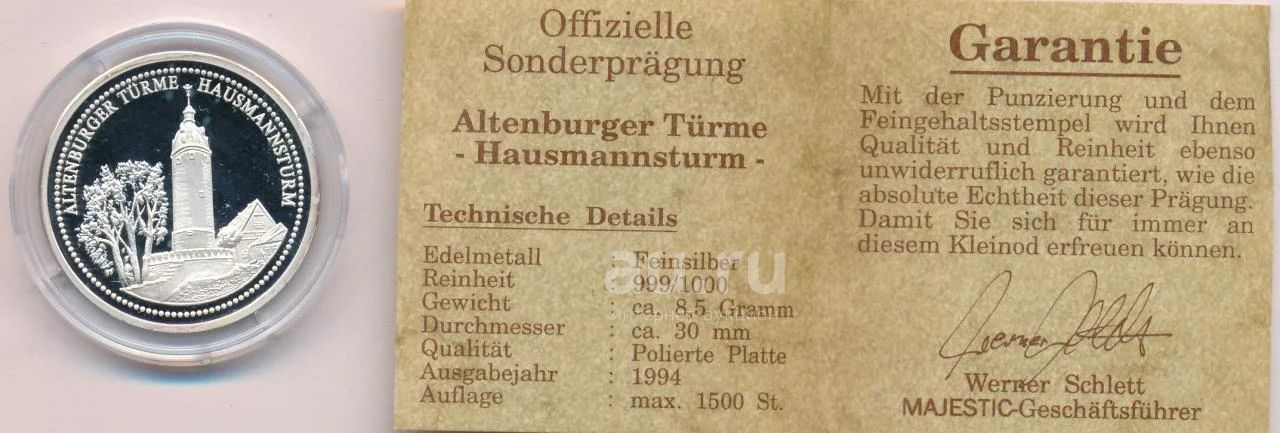 ALTENBURGER TÜRME HAUSMANNSTURM
Offizielle
Sonderprägung
Altenburger Türme
- Hausmannsturm -
Technische Details
Edelmetall : Feinsilber
Reinheit : 999/1000
Gewicht : ca. 8,5 Gramm
Durchmesser : ca. 30 mm
Qualität : Polierte Platte
Ausgabejahr : 1994
Auflage : max. 1500 St.
Garantie
Mit der Punzierung und dem
Feingehaltsstempel wird Ihnen
Qualität und Reinheit ebenso
unwiderruflich garantiert, wie die
absolute Echtheit dieser Prägung.
Damit Sie sich für immer an
diesem Kleinod erfreuen können.
Werner Schlett
MAJESTIC-Geschäftsführer